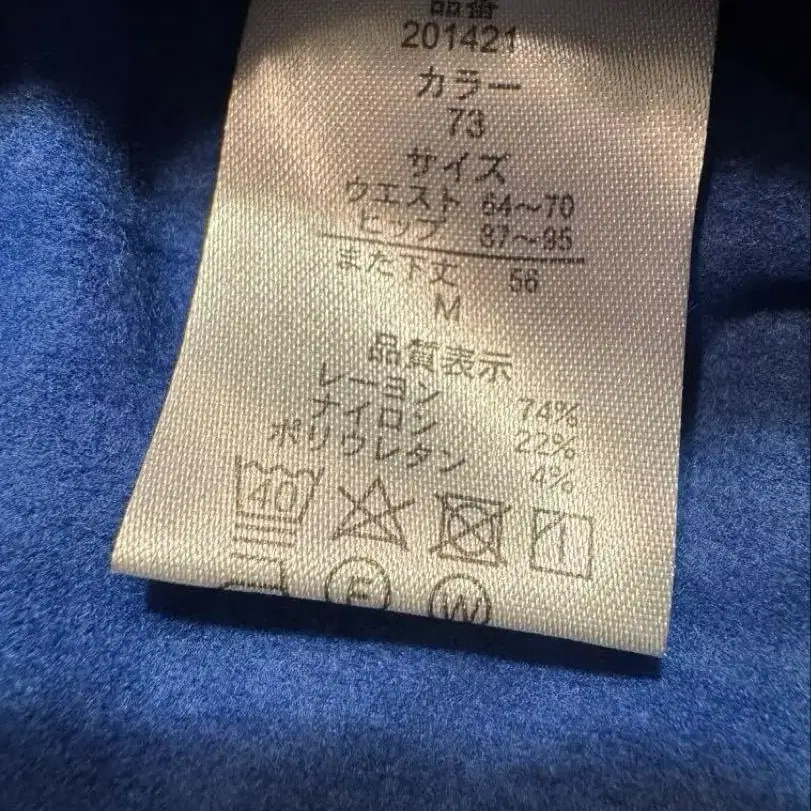 品番
201421
カラー
73
サイズ
ウエスト 64～70
ヒップ 87～95
また下丈 56
M
品質表示
レーヨン 74%
ナイロン 22%
ポリウレタン 4%
40
F W